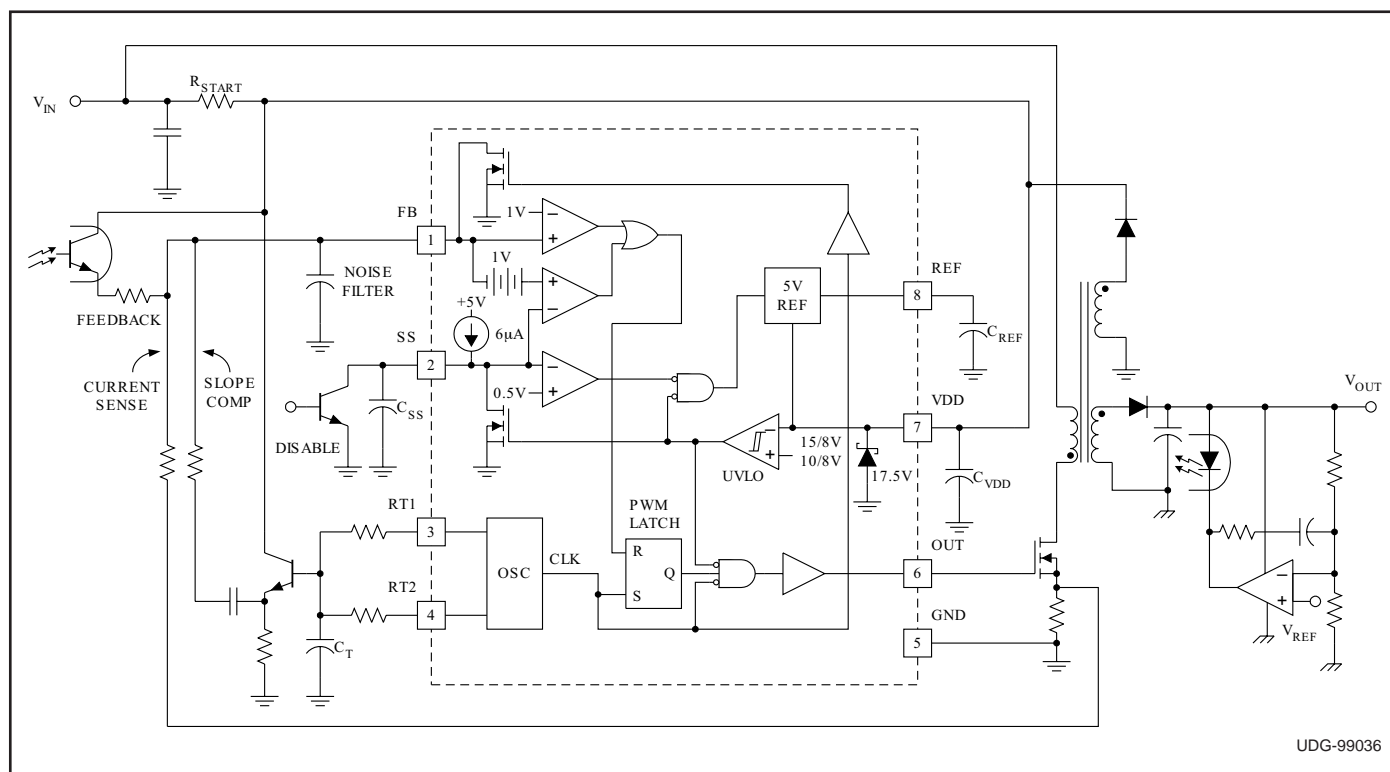 R_START
V_IN
FB
1
1V
−
+
1V
+
−
NOISE
FILTER
FEEDBACK
+5V
6µA
5V
REF
REF
8
C_REF
SS
2
CURRENT
SENSE
SLOPE
COMP
C_SS
DISABLE
−
0.5V
+
VDD
7
−
+
15/8V
10/8V
UVLO
17.5V
C_VDD
V_OUT
RT1
3
OSC
CLK
RT2
4
C_T
PWM
LATCH
R
Q
S
OUT
6
GND
5
−
+
V_REF
UDG-99036